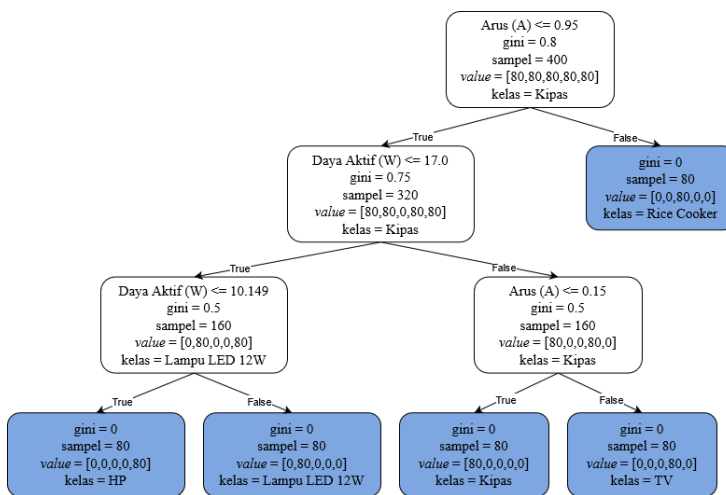 Arus (A) <= 0.95
gini = 0.8
sampel = 400
value = [80,80,80,80,80]
kelas = Kipas
True
False
Daya Aktif (W) <= 17.0
gini = 0.75
sampel = 320
value = [80,80,0,80,80]
kelas = Kipas
gini = 0
sampel = 80
value = [0,0,80,0,0]
kelas = Rice Cooker
True
False
Daya Aktif (W) <= 10.149
gini = 0.5
sampel = 160
value = [0,80,0,0,80]
kelas = Lampu LED 12W
Arus (A) <= 0.15
gini = 0.5
sampel = 160
value = [80,0,0,80,0]
kelas = Kipas
True
False
True
False
gini = 0
sampel = 80
value = [0,0,0,0,80]
kelas = HP
gini = 0
sampel = 80
value = [0,80,0,0,0]
kelas = Lampu LED 12W
gini = 0
sampel = 80
value = [80,0,0,0,0]
kelas = Kipas
gini = 0
sampel = 80
value = [0,0,0,80,0]
kelas = TV